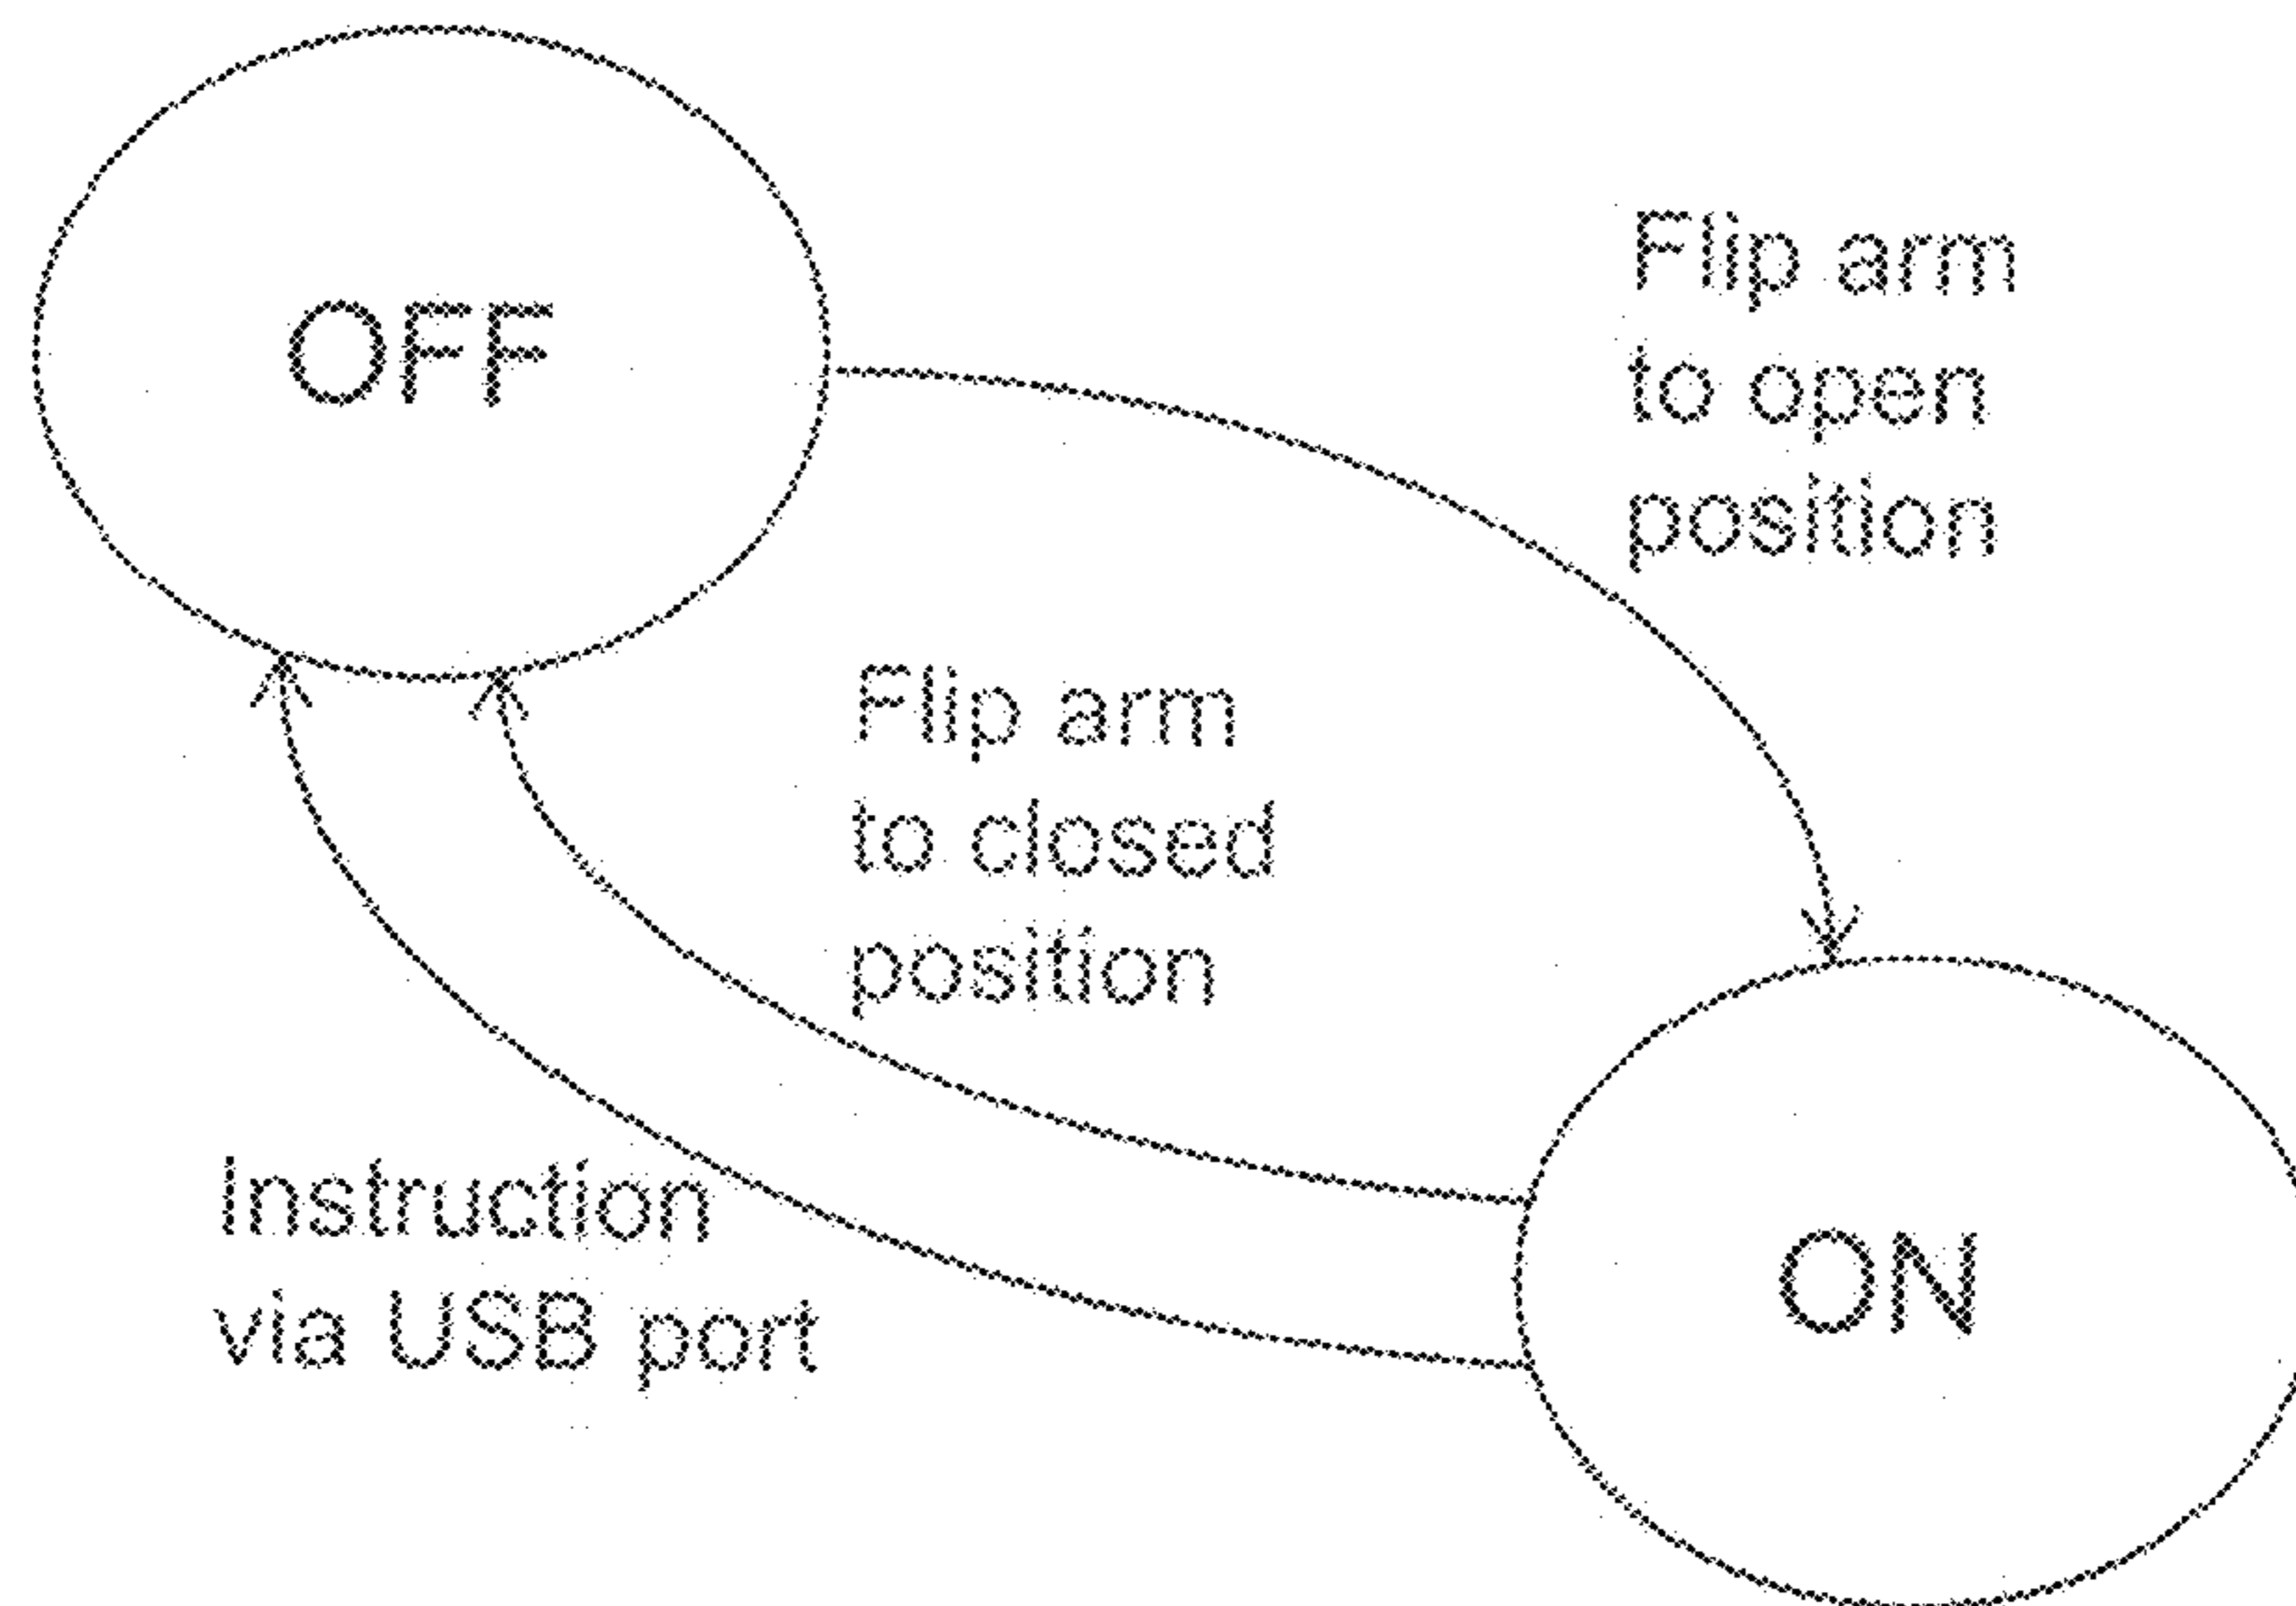 OFF
Flip arm
to open
position
Flip arm
to closed
position
Instruction
via USB port
ON